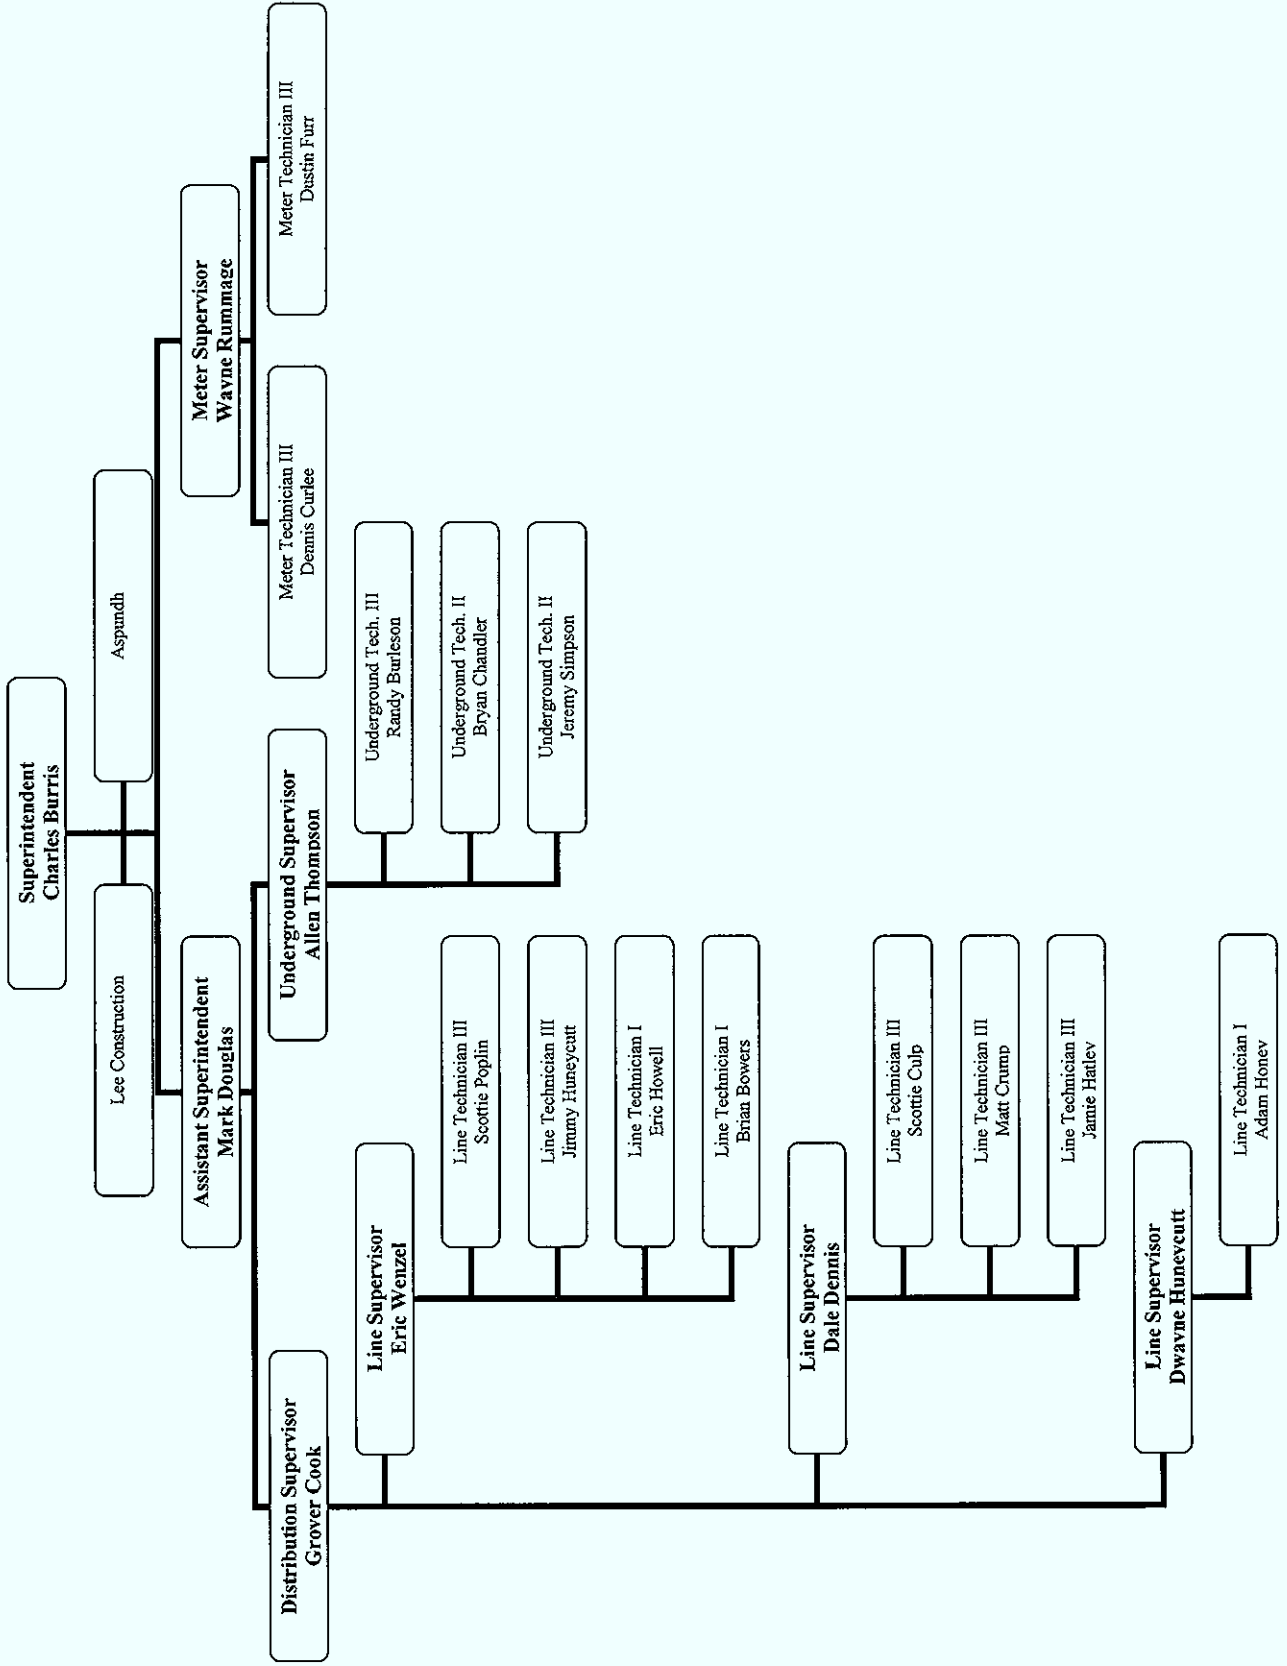 Superintendent
Charles Burris
Lee Construction
Aspundh
Assistant Superintendent
Mark Douglas
Meter Supervisor
Wayne Rummage
Distribution Supervisor
Grover Cook
Underground Supervisor
Allen Thompson
Meter Technician III
Dennis Curlee
Meter Technician III
Dustin Furr
Line Supervisor
Eric Wenzel
Underground Tech. III
Randy Burleson
Line Technician III
Scottie Poplin
Underground Tech. II
Bryan Chandler
Line Technician III
Jimmy Huneycutt
Underground Tech. II
Jeremy Simpson
Line Technician I
Eric Howell
Line Technician I
Brian Bowers
Line Supervisor
Dale Dennis
Line Technician III
Scottie Culp
Line Technician III
Matt Crump
Line Technician III
Jamie Hatley
Line Supervisor
Dwayne Huneycutt
Line Technician I
Adam Honey